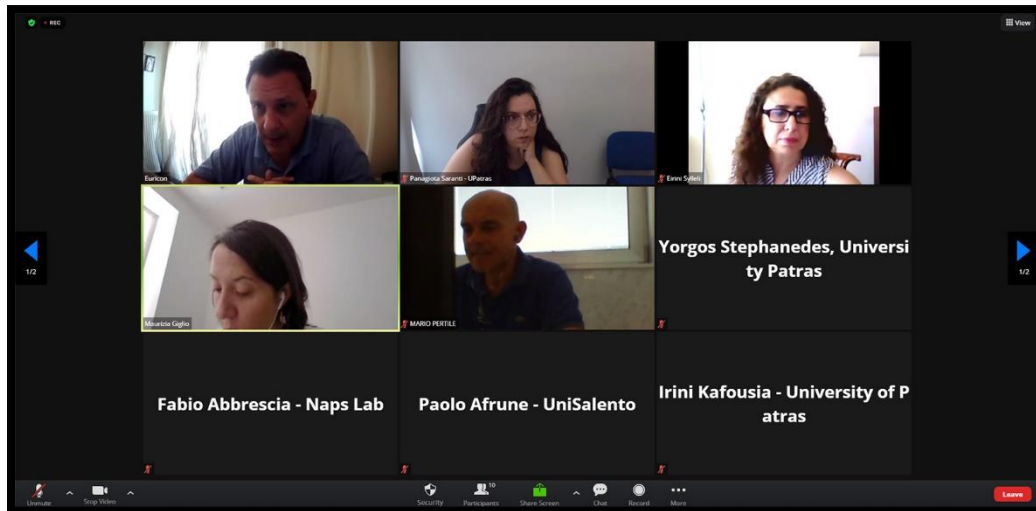 REC
View
Euricon
Panagiota Saranti - UPatras
Eirini Sylleli
1/2
Maurizia Giglio
MARIO PERTILE
Yorgos Stephanedes, Universi
ty Patras
1/2
Fabio Abbrescia - Naps Lab
Paolo Afrune - UniSalento
Irini Kafousia - University of P
atras
Unmute
Stop Video
Security
Participants
10
Share Screen
Chat
Record
More
Leave